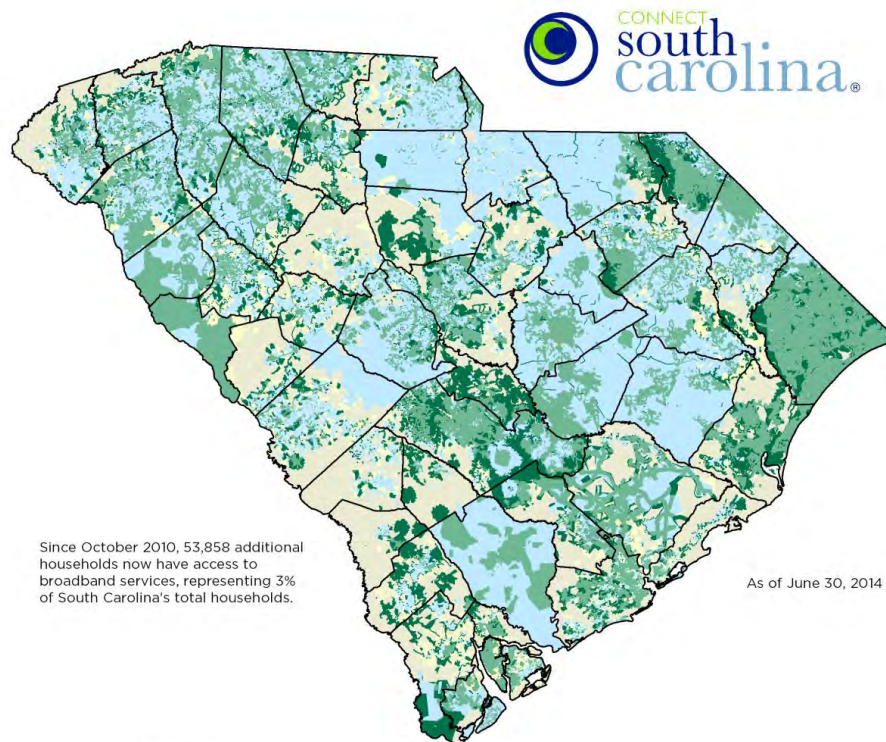 CONNECT
south
carolina®
Since October 2010, 53,858 additional
households now have access to
broadband services, representing 3%
of South Carolina's total households.
As of June 30, 2014